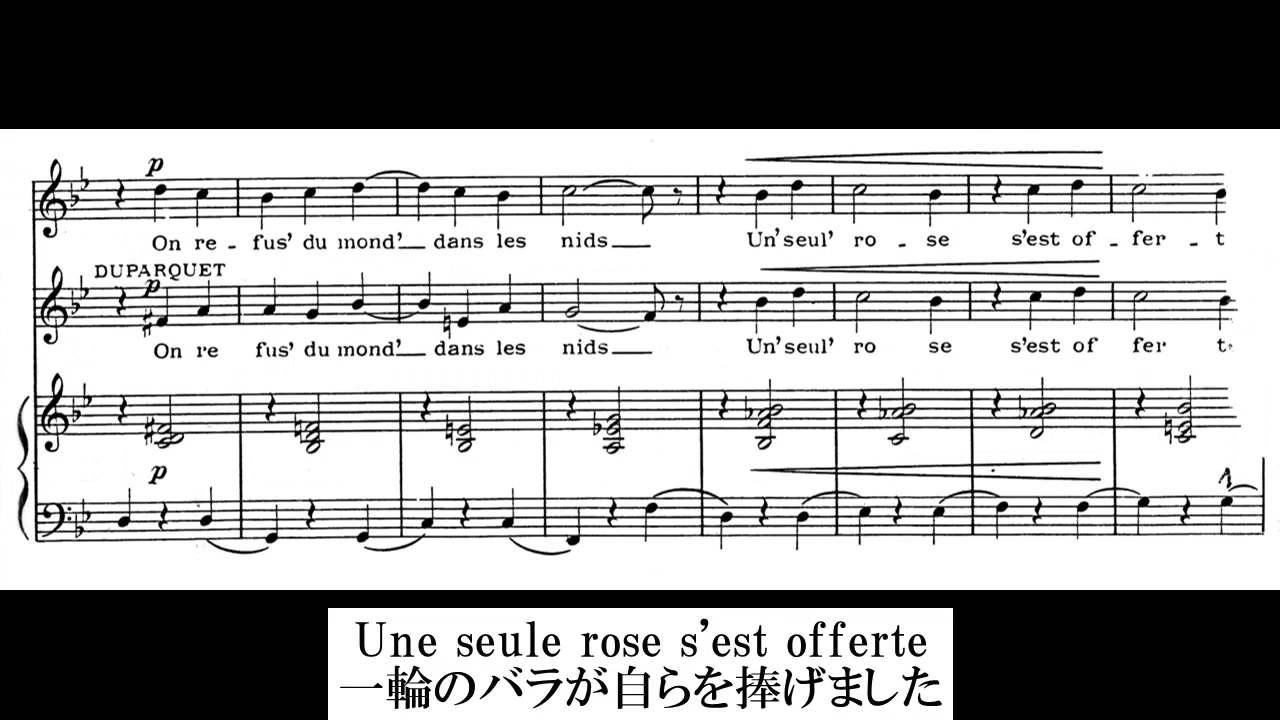 p
On re - fus' du mond' dans les nids Un' seul' ro - se s'est of - fer - t
DUPARQUET
p
On re fus' du mond' dans les nids Un' seul' ro se s'est of fer t
p
1
Une seule rose s'est offerte
一輪のバラが自らを捧げました